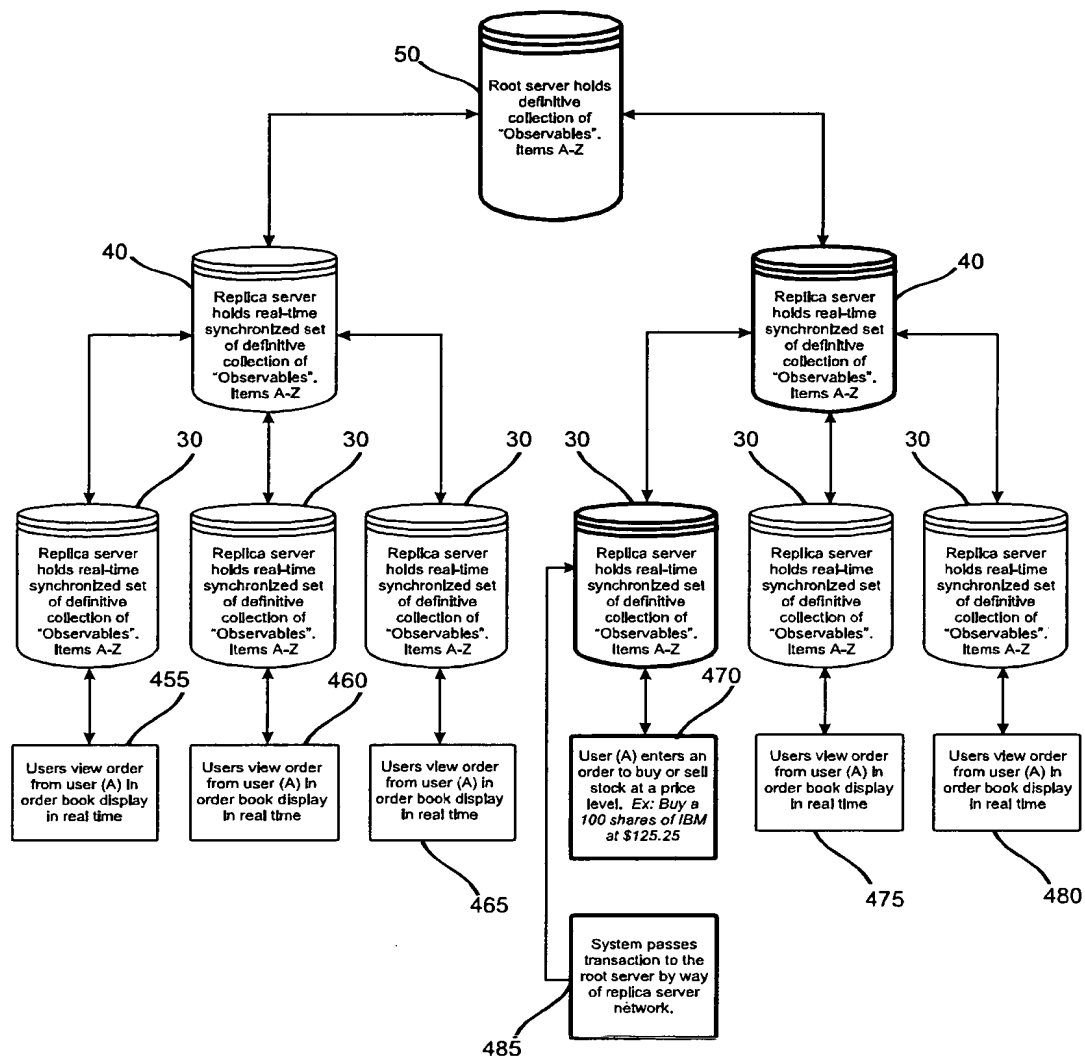 50
Root server holds
definitive
collection of
"Observables".
Items A-Z
40
Replica server
holds real-time
synchronized set
of definitive
collection of
"Observables".
Items A-Z
40
Replica server
holds real-time
synchronized set
of definitive
collection of
"Observables".
Items A-Z
30
Replica server
holds real-time
synchronized set
of definitive
collection of
"Observables".
Items A-Z
30
Replica server
holds real-time
synchronized set
of definitive
collection of
"Observables".
Items A-Z
30
Replica server
holds real-time
synchronized set
of definitive
collection of
"Observables".
Items A-Z
30
Replica server
holds real-time
synchronized set
of definitive
collection of
"Observables".
Items A-Z
30
Replica server
holds real-time
synchronized set
of definitive
collection of
"Observables".
Items A-Z
30
Replica server
holds real-time
synchronized set
of definitive
collection of
"Observables".
Items A-Z
455
Users view order
from user (A) in
order book display
in real time
460
Users view order
from user (A) in
order book display
in real time
Users view order
from user (A) in
order book display
in real time
465
470
User (A) enters an
order to buy or sell
stock at a price
level. Ex: Buy a
100 shares of IBM
at $125.25
Users view order
from user (A) in
order book display
in real time
475
Users view order
from user (A) in
order book display
in real time
480
System passes
transaction to the
root server by way
of replica server
network.
485